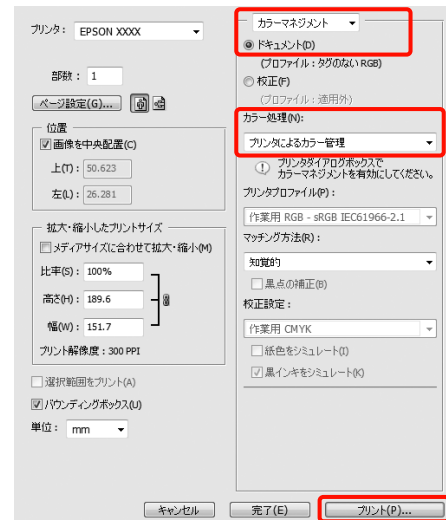 プリンタ： EPSON XXXX
部数： 1
ページ設定(G)...
位置
画像を中央配置(C)
上(T)： 50.623
左(L)： 26.281
拡大・縮小したプリントサイズ
メディアサイズに合わせて拡大・縮小(M)
比率(S)： 100%
高さ(H)： 189.6
幅(W)： 151.7
プリント解像度：300 PPI
選択範囲をプリント(A)
バウンディングボックス(U)
単位： mm
カラーマネジメント
ドキュメント(D)
(プロファイル：タグのない RGB)
校正(F)
(プロファイル：適用外)
カラー処理(N):
プリンタによるカラー管理
プリンタダイアログボックスで
カラーマネジメントを有効にしてください。
プリンタプロファイル(P)：
作業用 RGB - sRGB IEC61966-2.1
マッチング方法(R)：
知覚的
黒点の補正(B)
校正設定：
作業用 CMYK
紙色をシミュレート(I)
黒インキをシミュレート(K)
キャンセル 完了(E) プリント(P)...